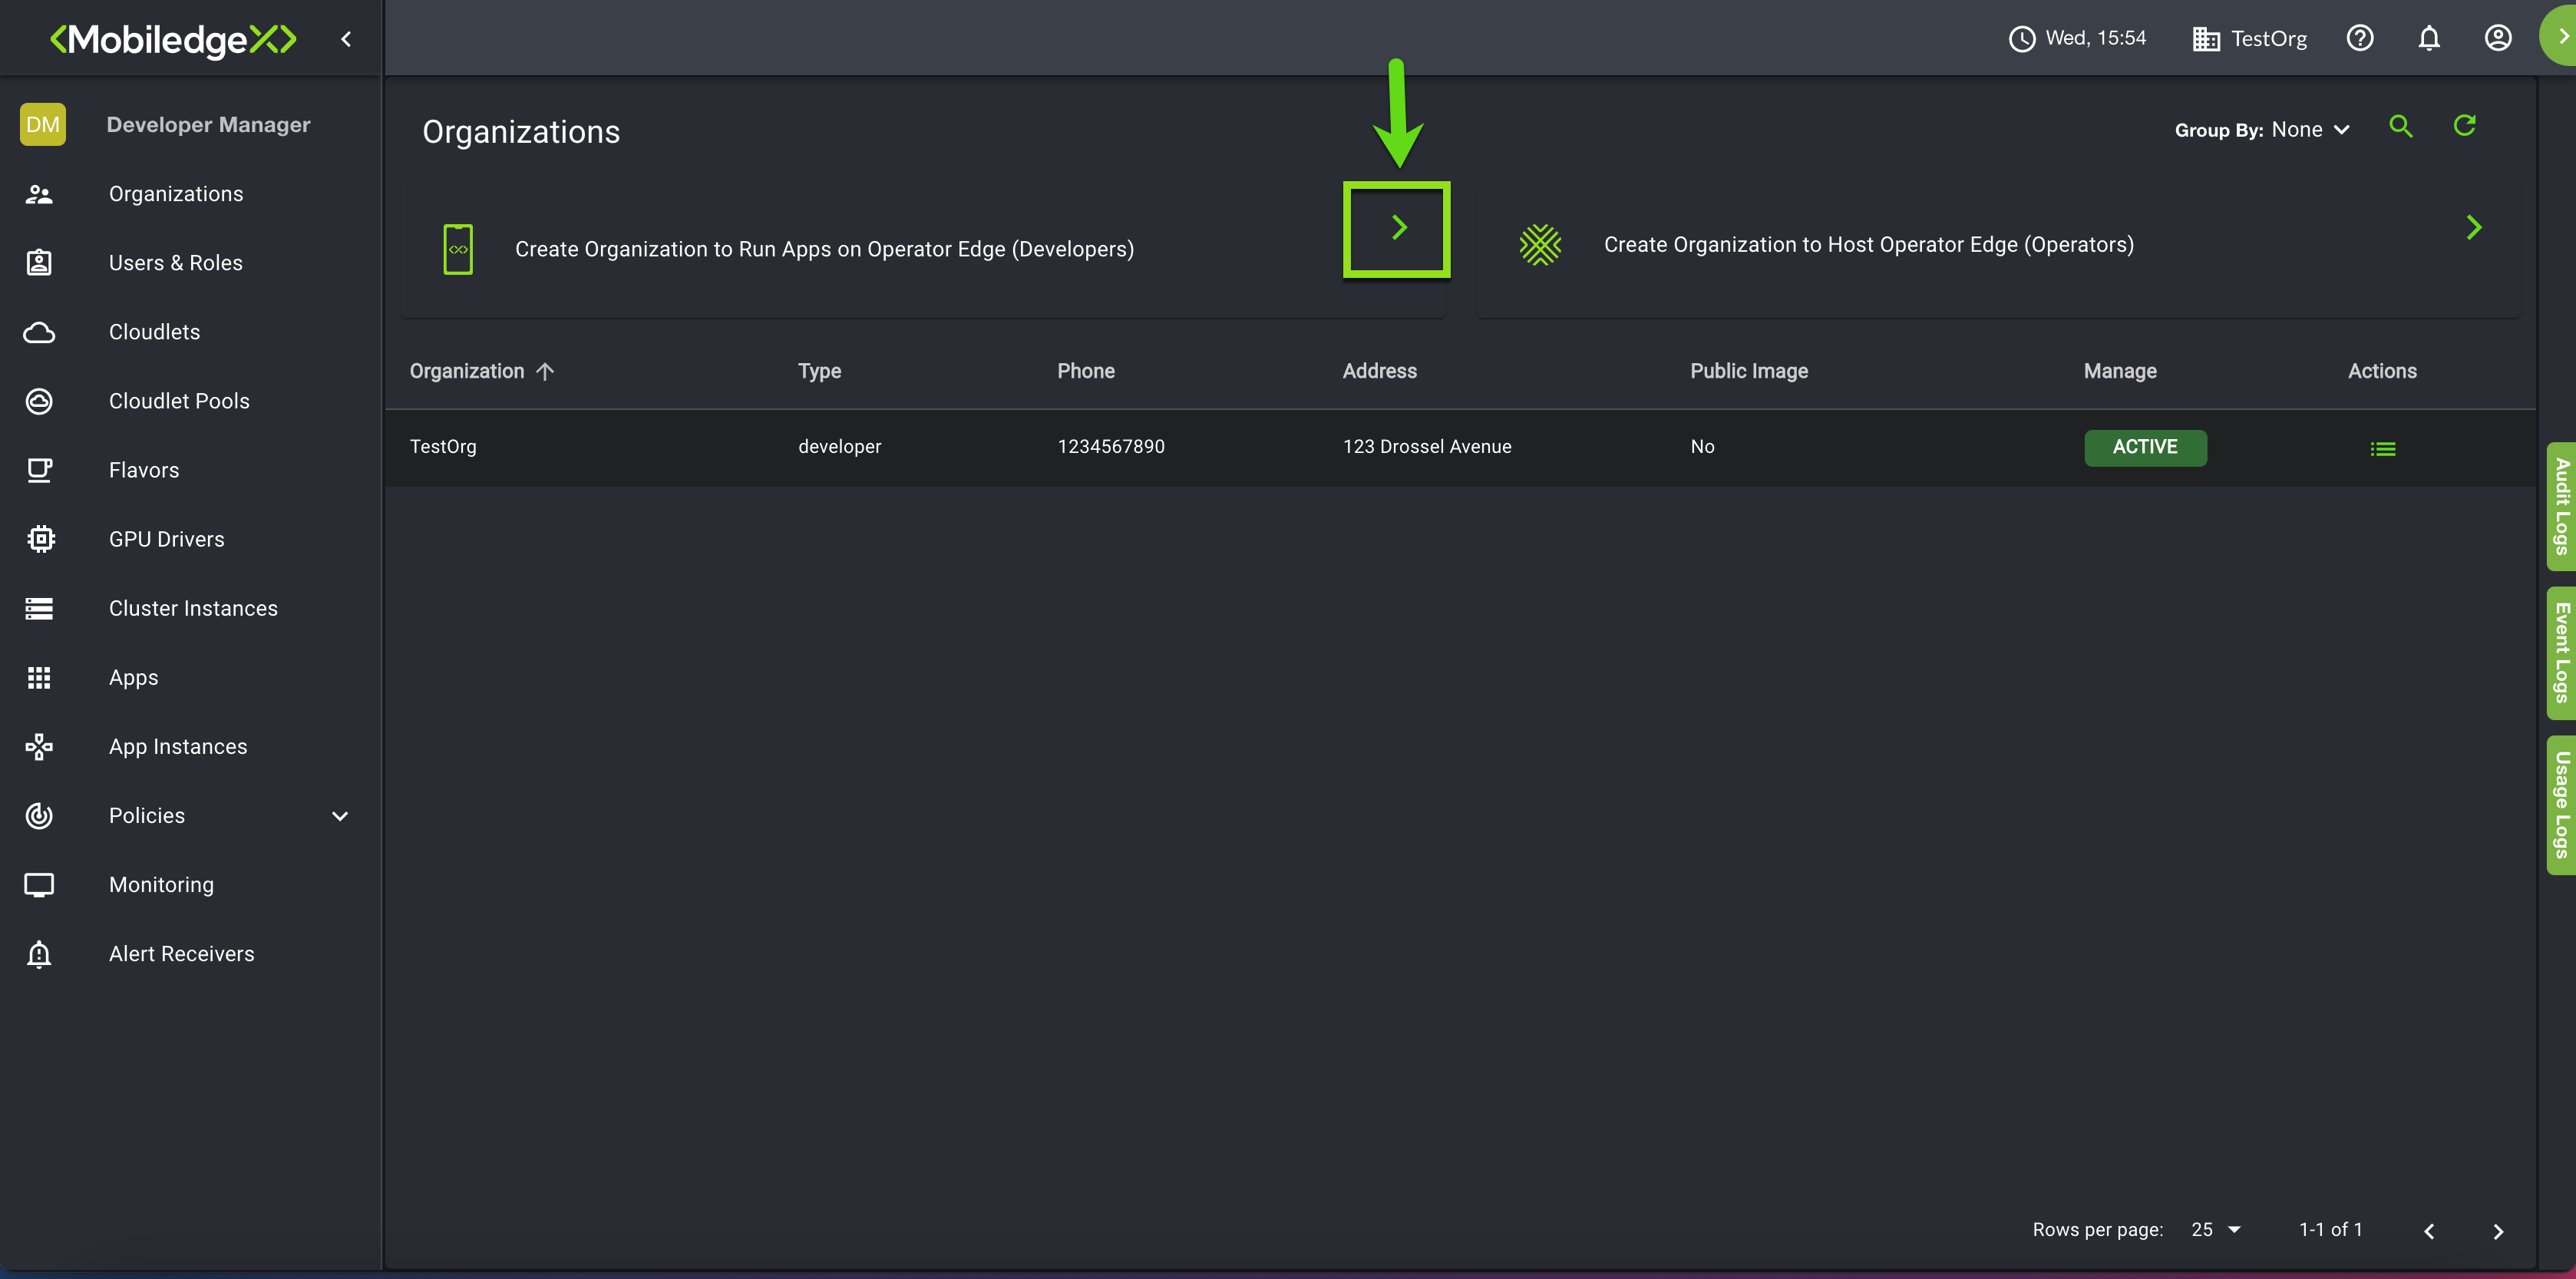 <MobiledgeX>
Wed, 15:54
TestOrg
DM
Developer Manager
Organizations
Users & Roles
Cloudlets
Cloudlet Pools
Flavors
GPU Drivers
Cluster Instances
Apps
App Instances
Policies
Monitoring
Alert Receivers
Organizations
Group By: None
Create Organization to Run Apps on Operator Edge (Developers)
Create Organization to Host Operator Edge (Operators)
Organization Type Phone Address Public Image Manage Actions
TestOrg developer 1234567890 123 Drossel Avenue No ACTIVE
Audit Logs
Event Logs
Usage Logs
Rows per page: 25 1-1 of 1